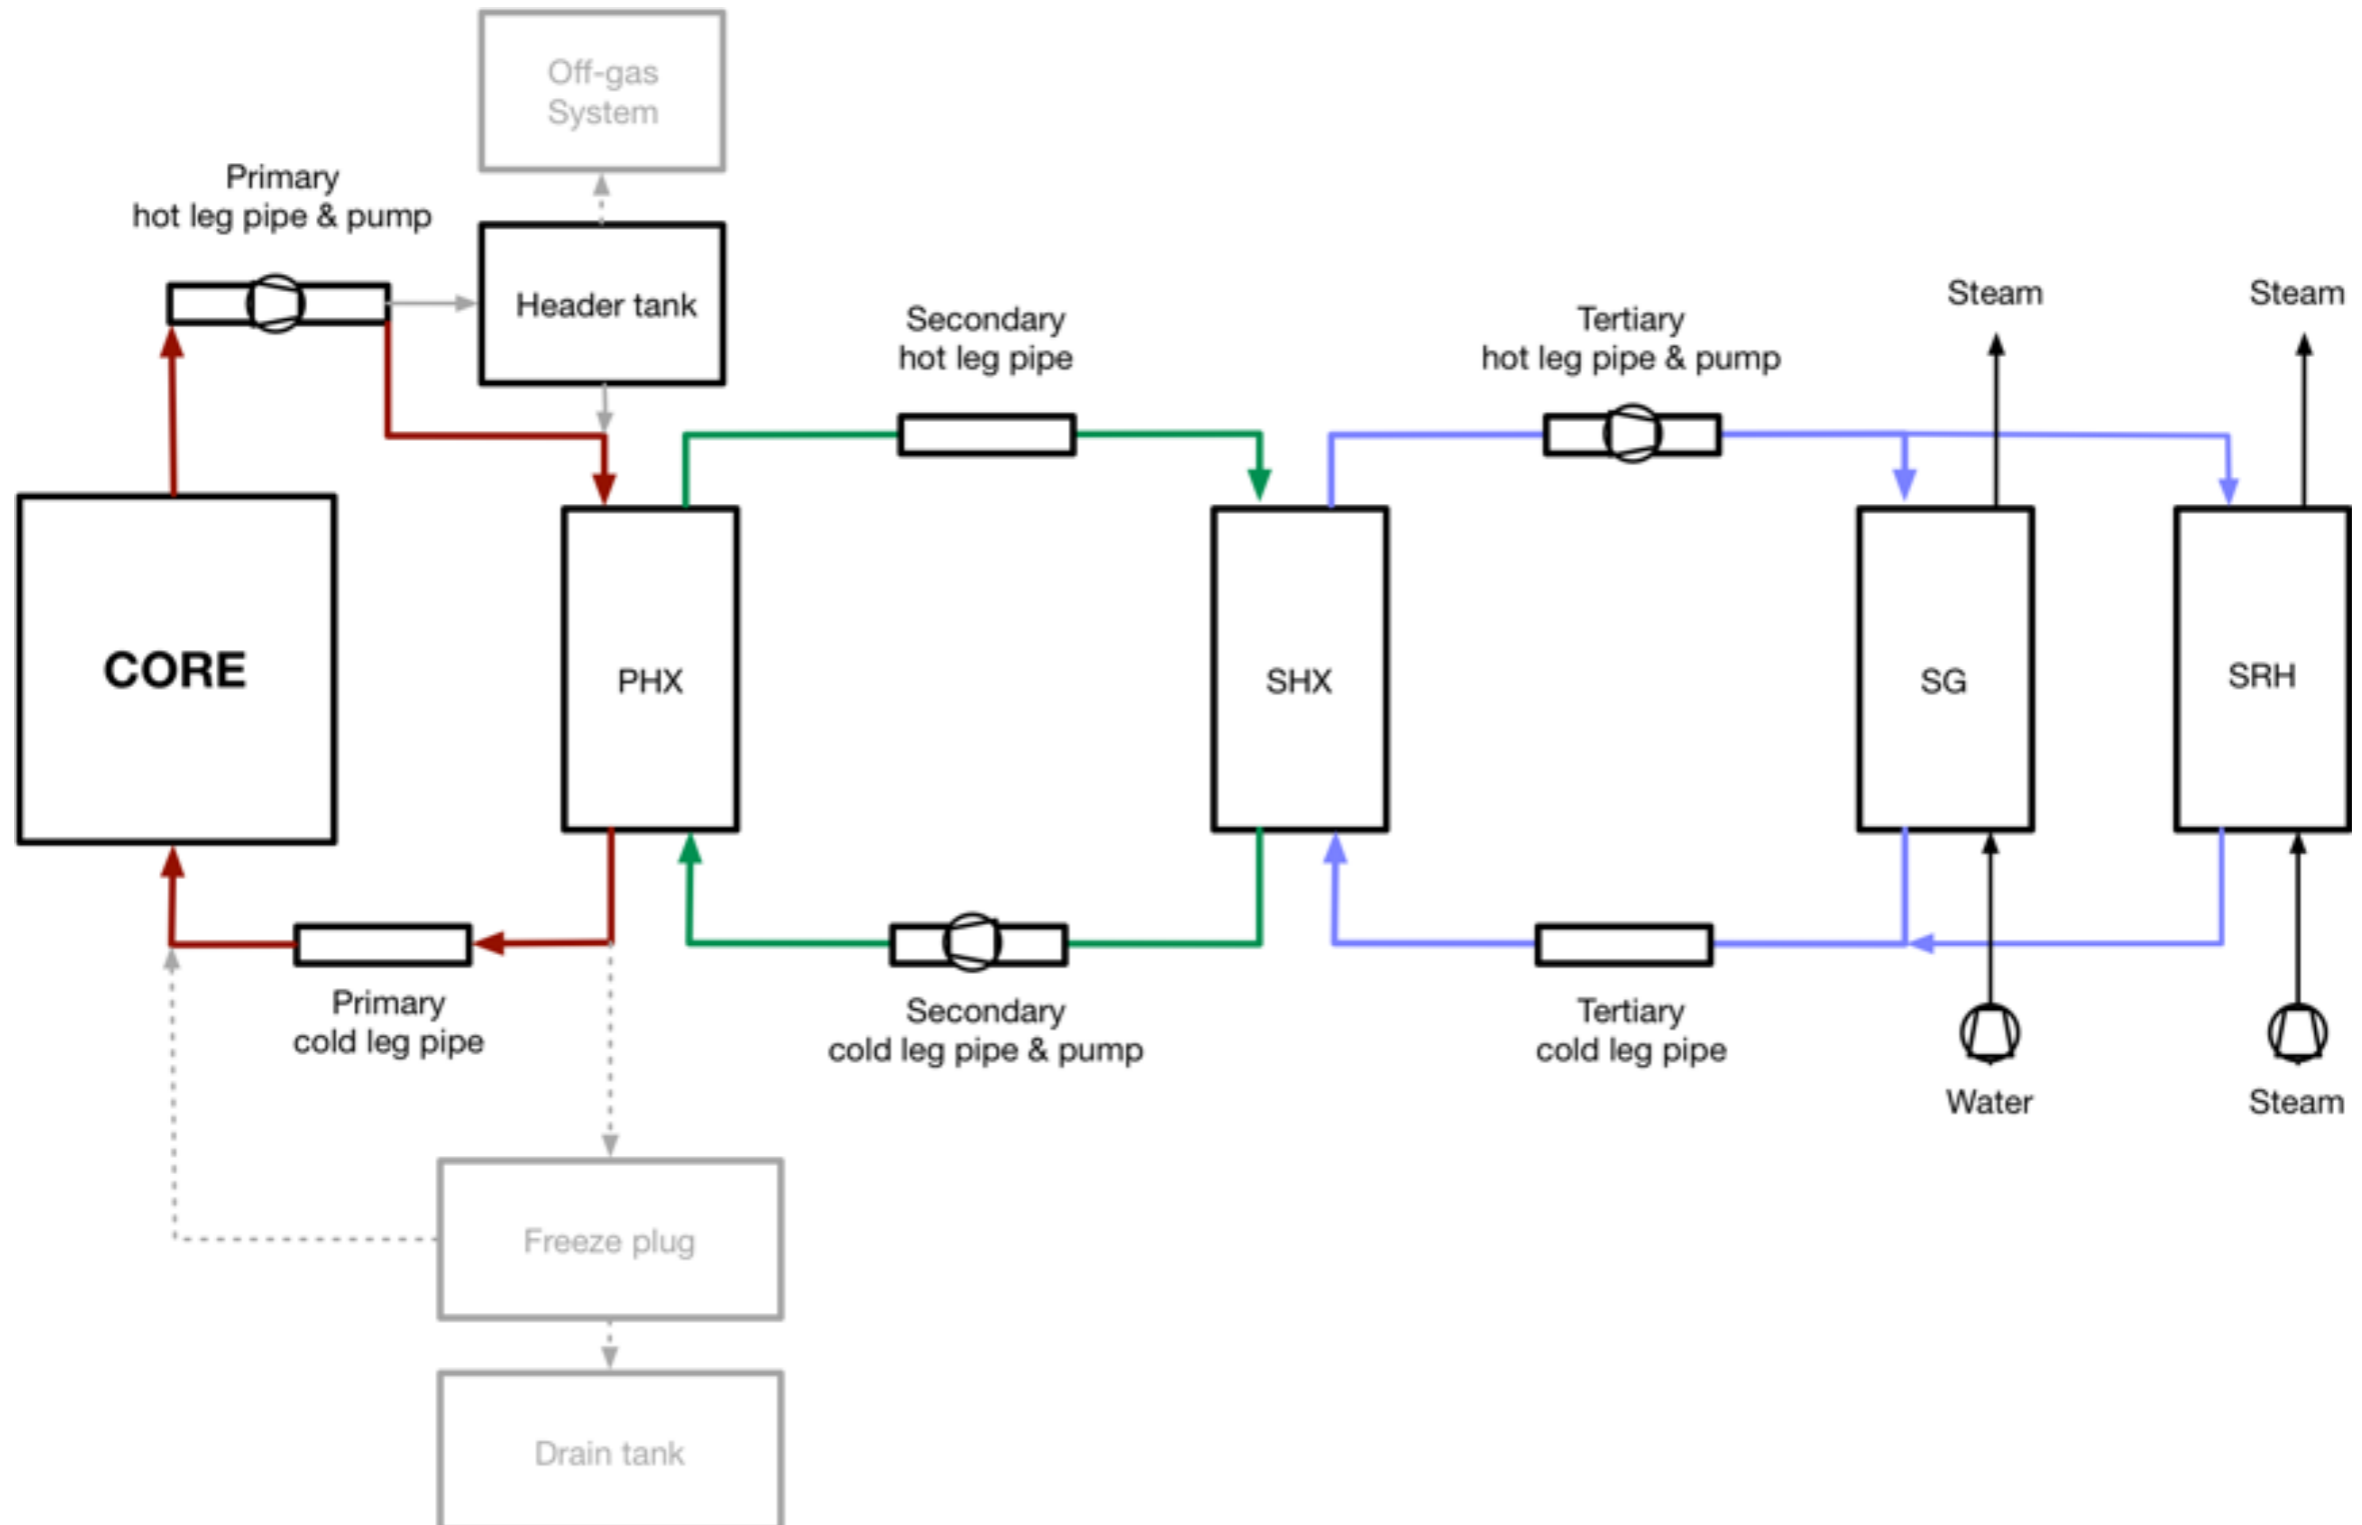 Off-gas
System
Primary
hot leg pipe & pump
Header tank
Secondary
hot leg pipe
Tertiary
hot leg pipe & pump
Steam
Steam
CORE
PHX
SHX
SG
SRH
Primary
cold leg pipe
Secondary
cold leg pipe & pump
Tertiary
cold leg pipe
Water
Steam
Freeze plug
Drain tank